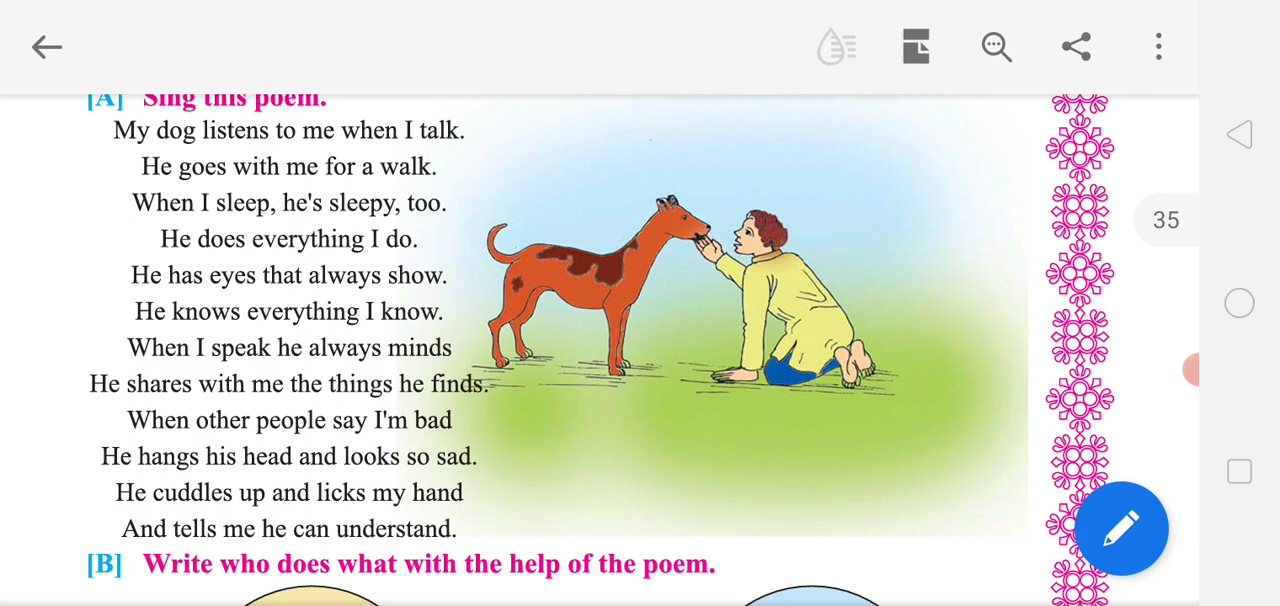 [A] Sing this poem.
My dog listens to me when I talk.
He goes with me for a walk.
When I sleep, he's sleepy, too.
He does everything I do.
He has eyes that always show.
He knows everything I know.
When I speak he always minds
He shares with me the things he finds.
When other people say I'm bad
He hangs his head and looks so sad.
He cuddles up and licks my hand
And tells me he can understand.
[B] Write who does what with the help of the poem.
35